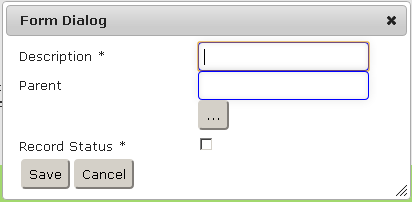 Form Dialog
Description *
Parent
...
Record Status *
Save Cancel